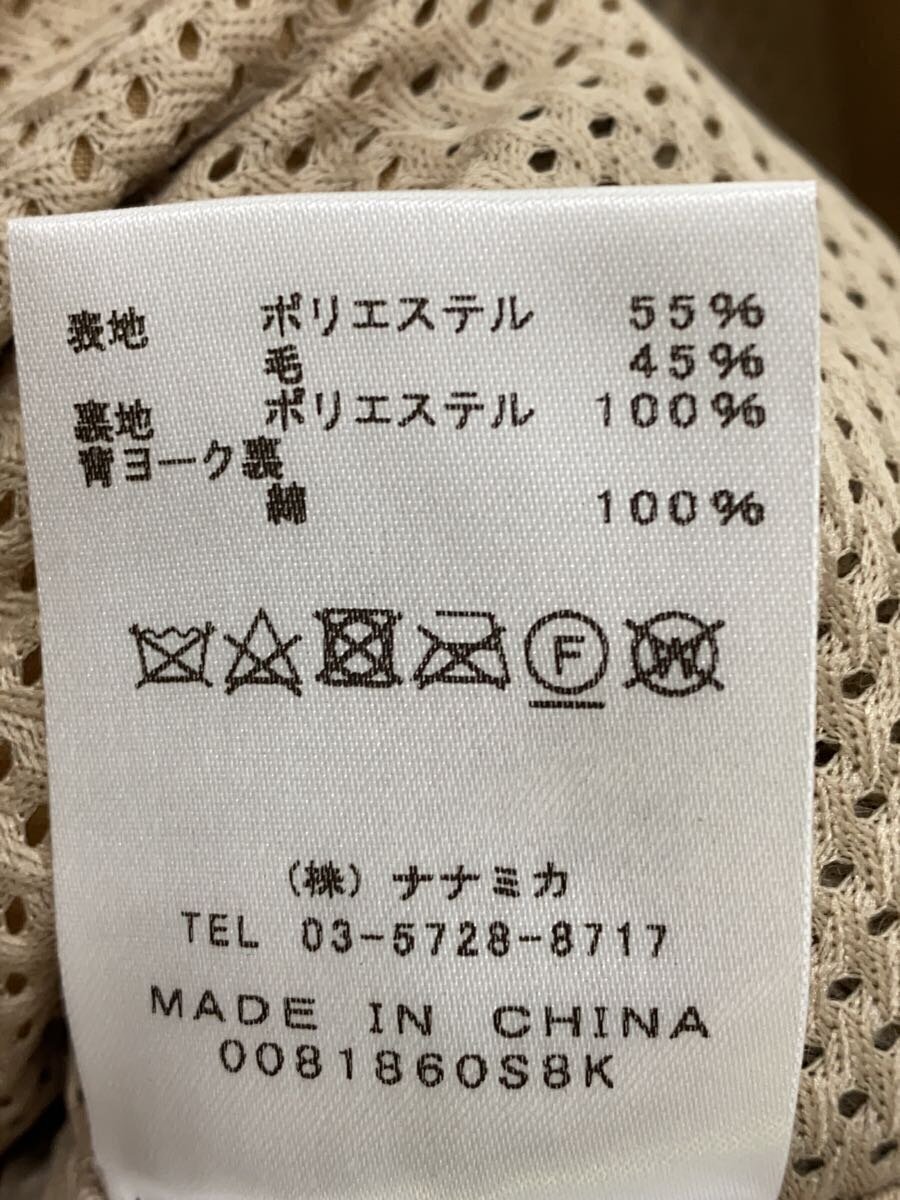 表地 ポリエステル 55%
毛 45%
裏地 ポリエステル 100%
背ヨーク裏
綿 100%
F W
(株) ナナミカ
TEL 03-5728-8717
MADE IN CHINA
0081860S8K